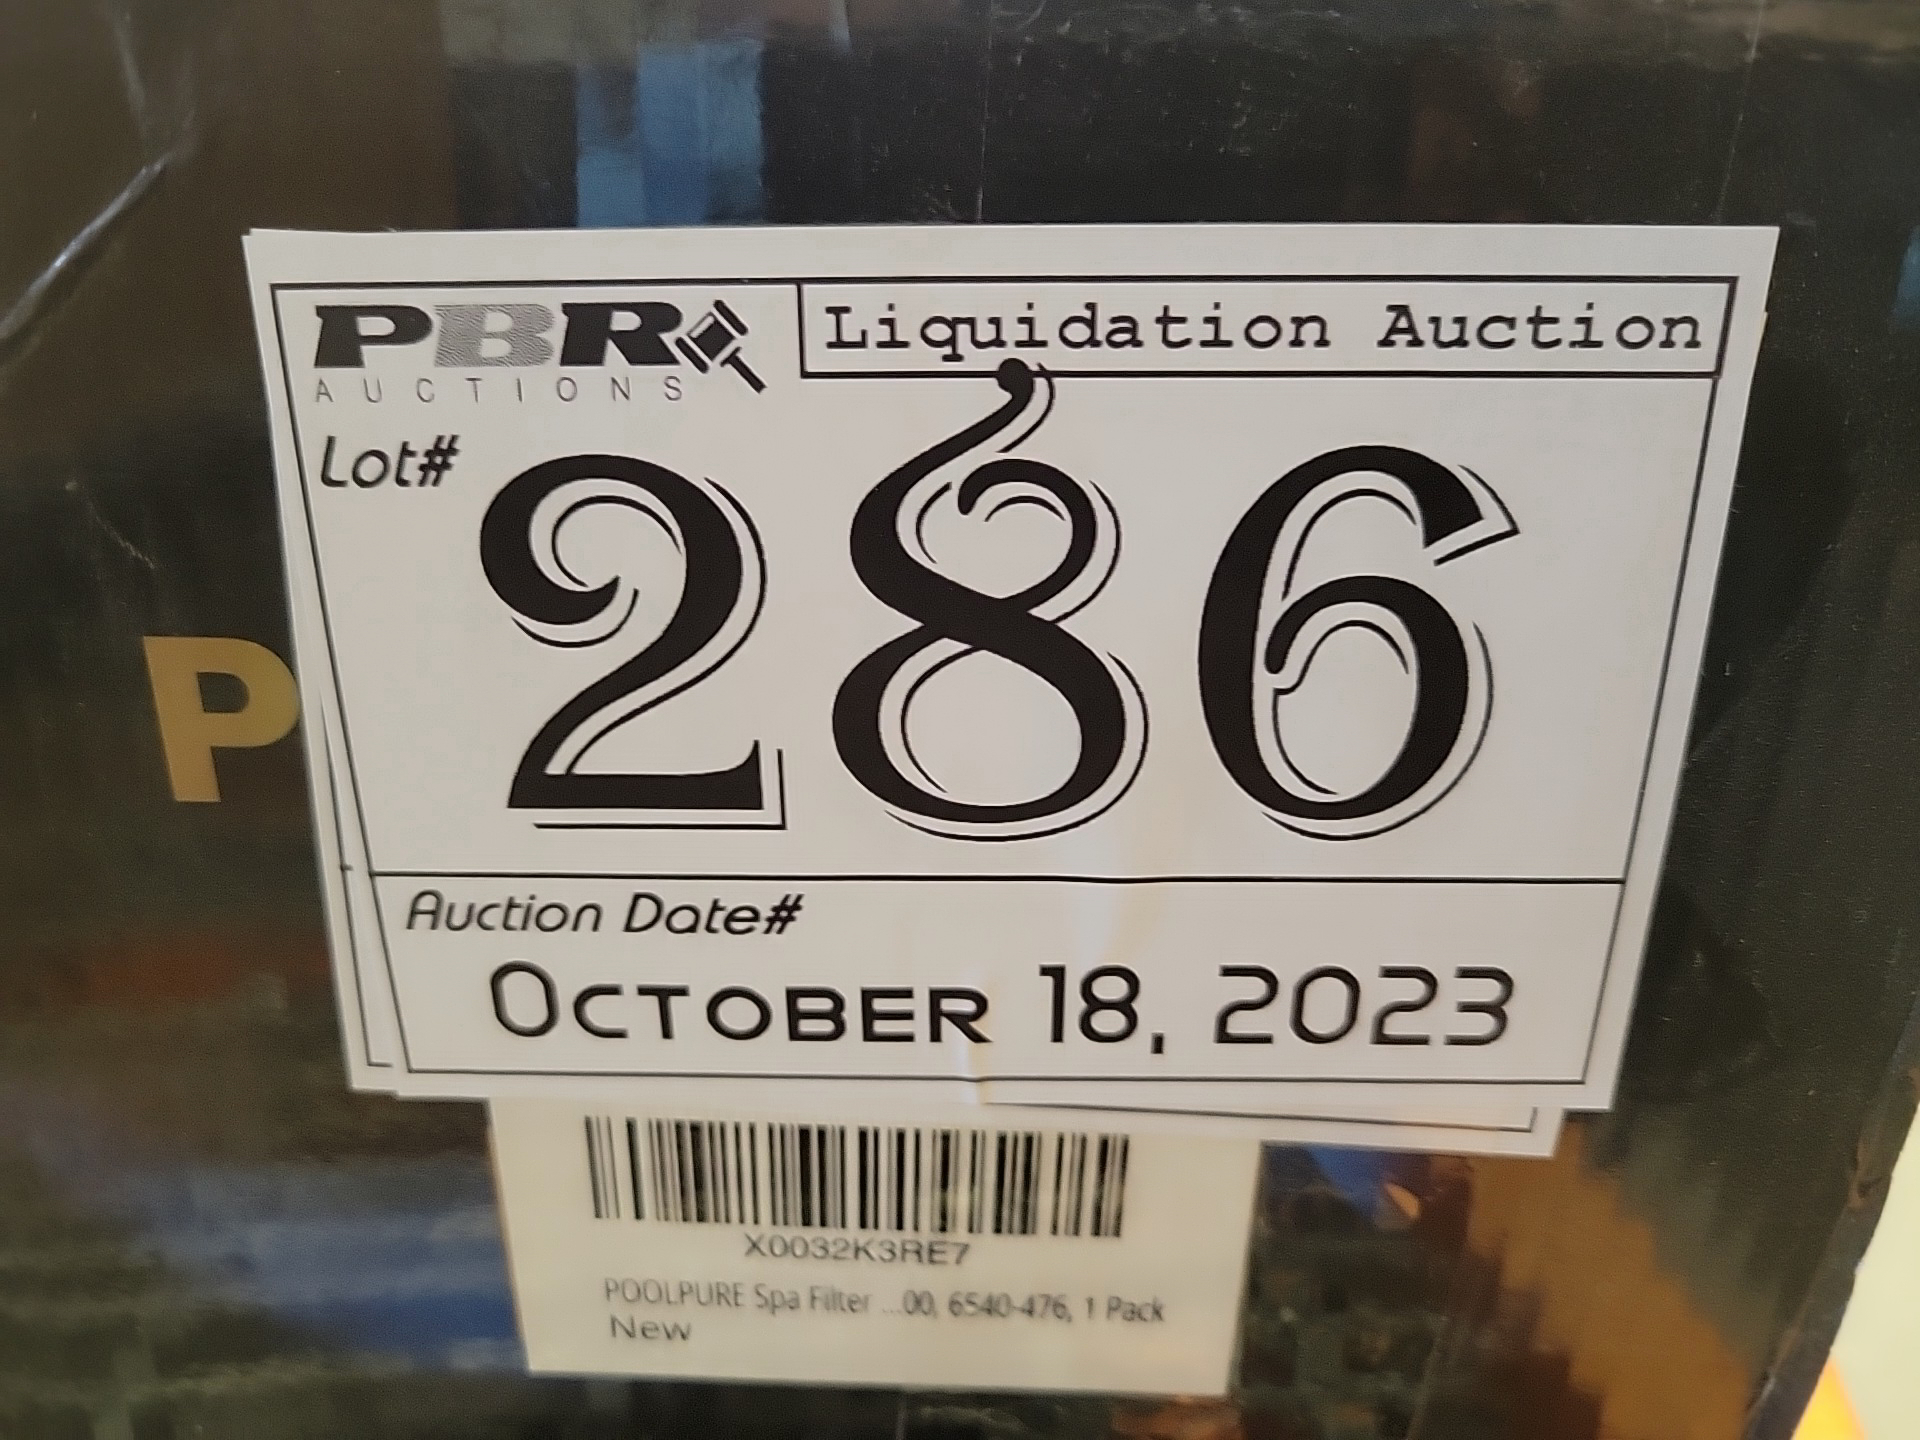 PBR
AUCTIONS
Liquidation Auction
Lot#
286
P
Auction Date#
October 18, 2023
X0032K3RE7
POOLPURE Spa Filter ...00, 6540-476, 1 Pack
New